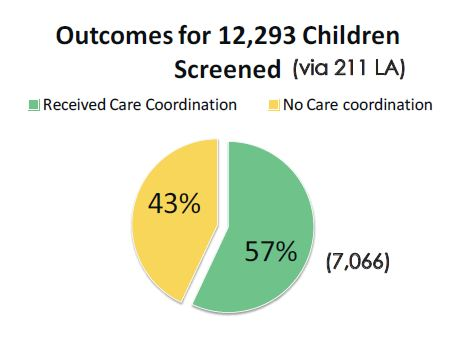 Outcomes for 12,293 Children
Screened (via 211 LA)
Received Care Coordination No Care coordination
43%
57%
(7,066)